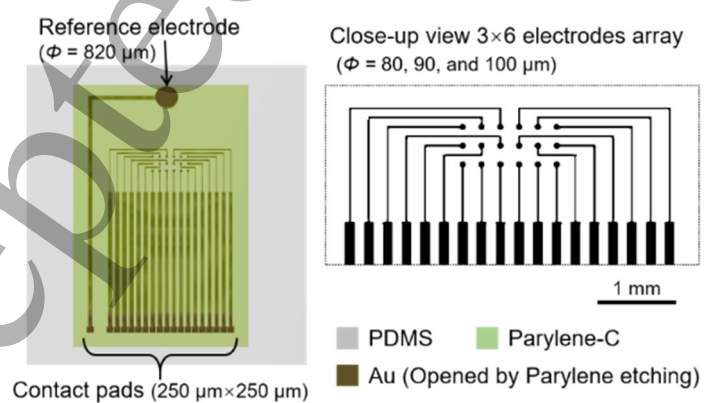 Reference electrode
(Φ = 820 μm)
Close-up view 3×6 electrodes array
(Φ = 80, 90, and 100 μm)
1 mm
PDMS
Parylene-C
Au (Opened by Parylene etching)
Contact pads (250 μm×250 μm)